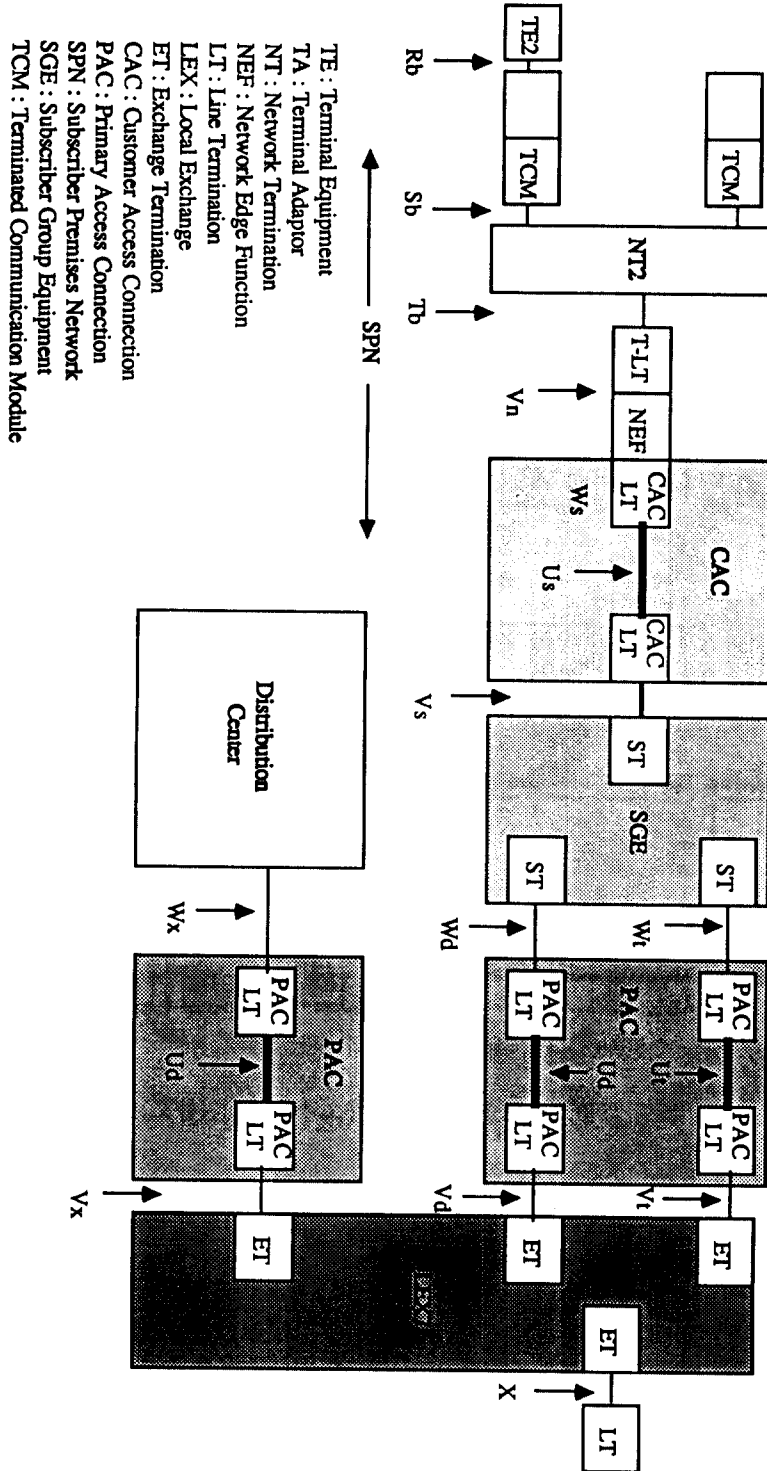 TCM
TE2
TCM
NT2
T-LT
NEF
CAC
LT
CAC
CAC
LT
ST
SGE
ST
ST
PAC
PAC
LT
PAC
LT
PAC
LT
PAC
LT
ET
ET
ET
LT
Rb
Sb
Tb
Vn
Ws
Us
Vs
Wt
Wd
Ut
Ud
Vt
Vd
X
SPN
Distribution
Center
Wx
PAC
PAC
LT
Ud
PAC
LT
Vx
ET
TE : Terminal Equipment
TA : Terminal Adaptor
NT : Network Termination
NEF : Network Edge Function
LT : Line Termination
LEX : Local Exchange
ET : Exchange Termination
CAC : Customer Access Connection
PAC : Primary Access Connection
SPN : Subscriber Premises Network
SGE : Subscriber Group Equipment
TCM : Terminated Communication Module